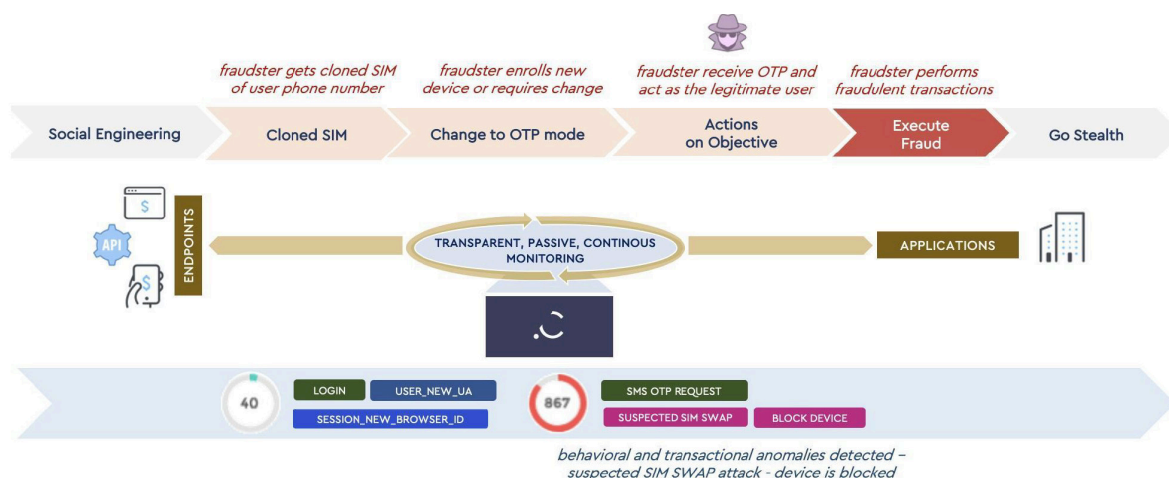 fraudster gets cloned SIM
of user phone number
fraudster enrolls new
device or requires change
fraudster receive OTP and
act as the legitimate user
fraudster performs
fraudulent transactions
Social Engineering
Cloned SIM
Change to OTP mode
Actions
on Objective
Execute
Fraud
Go Stealth
$
API
$
ENDPOINTS
TRANSPARENT, PASSIVE, CONTINOUS
MONITORING
APPLICATIONS
40
LOGIN
USER_NEW_UA
SESSION_NEW_BROWSER_ID
867
SMS OTP REQUEST
SUSPECTED SIM SWAP
BLOCK DEVICE
behavioral and transactional anomalies detected –
suspected SIM SWAP attack - device is blocked